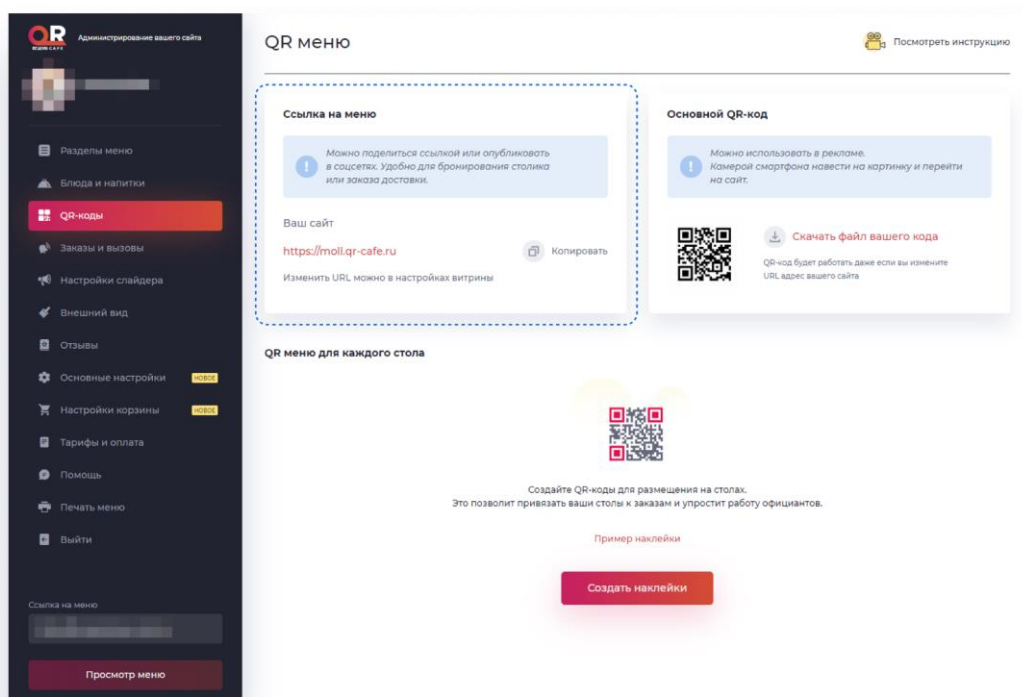 QR
Администрирование вашего сайта
Разделы меню
Блюда и напитки
QR-коды
Заказы и вызовы
Настройки слайдера
Внешний вид
Отзывы
Основные настройки НОВОЕ
Настройки корзины НОВОЕ
Тарифы и оплата
Помощь
Печать меню
Выйти
Ссылка на меню
Просмотр меню
QR меню
Посмотреть инструкцию
Ссылка на меню
Можно поделиться ссылкой или опубликовать
в соцсетях. Удобно для бронирования столика
или заказа доставки.
Ваш сайт
https://moll.qr-cafe.ru
Копировать
Изменить URL можно в настройках витрины
Основной QR-код
Можно использовать в рекламе.
Камерой смартфона навести на картинку и перейти
на сайт.
Скачать файл вашего кода
QR-код будет работать даже если вы измените
URL адрес вашего сайта
QR меню для каждого стола
Создайте QR-коды для размещения на столах.
Это позволит привязать ваши столы к заказам и упростит работу официантов.
Пример наклейки
Создать наклейки